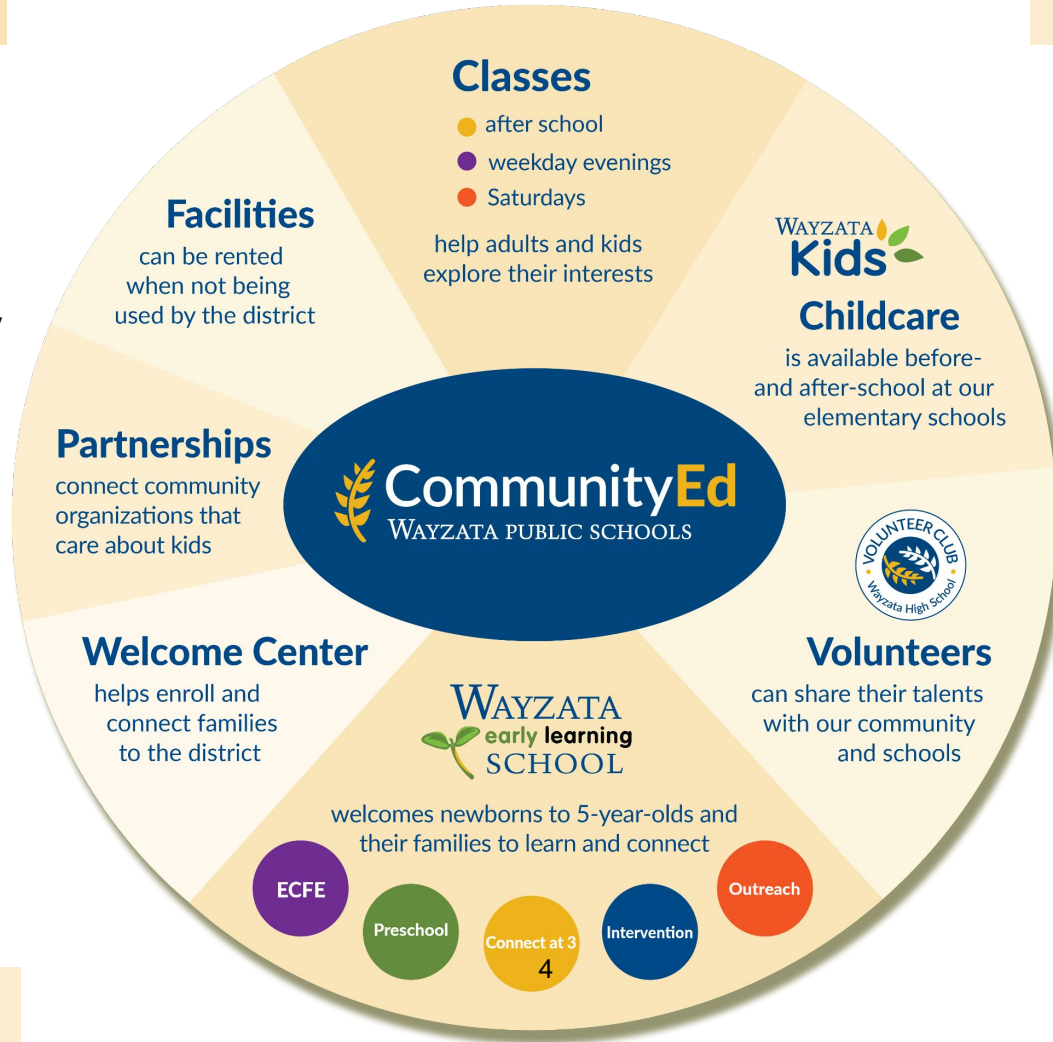 Classes
after school
weekday evenings
Saturdays
help adults and kids
explore their interests
WAYZATA
Kids
Childcare
is available before-
and after-school at our
elementary schools
VOLUNTEER CLUB
Wayzata High School
Volunteers
can share their talents
with our community
and schools
WAYZATA
early learning
SCHOOL
welcomes newborns to 5-year-olds and
their families to learn and connect
ECFE
Preschool
Connect at 3
4
Intervention
Outreach
Welcome Center
helps enroll and
connect families
to the district
Partnerships
connect community
organizations that
care about kids
Facilities
can be rented
when not being
used by the district
CommunityEd
WAYZATA PUBLIC SCHOOLS